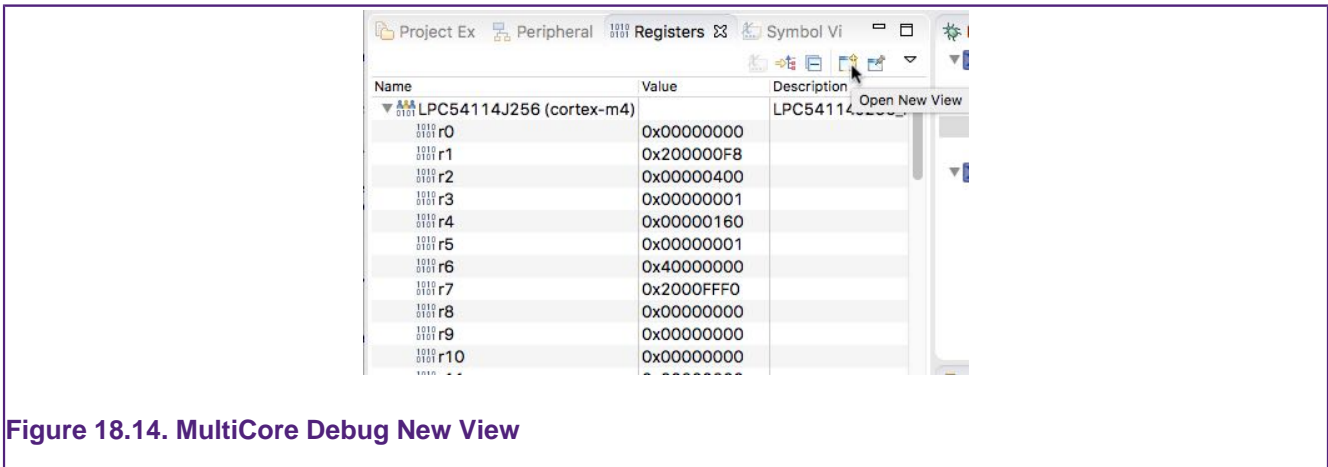 Project Ex Peripheral Registers Symbol Vi
Name Value Description
LPC54114J256 (cortex-m4)
Open New View
r0 0x00000000
r1 0x200000F8
r2 0x00000400
r3 0x00000001
r4 0x00000160
r5 0x00000001
r6 0x40000000
r7 0x2000FFF0
r8 0x00000000
r9 0x00000000
r10 0x00000000
Figure 18.14. MultiCore Debug New View